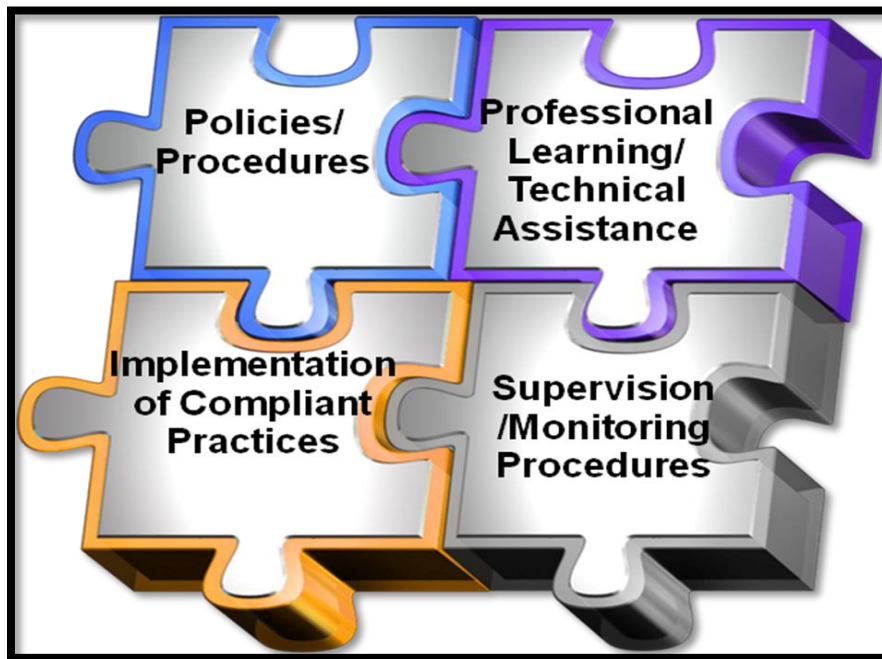 Policies/
Procedures
Professional
Learning/
Technical
Assistance
Implementation
of Compliant
Practices
Supervision
/Monitoring
Procedures